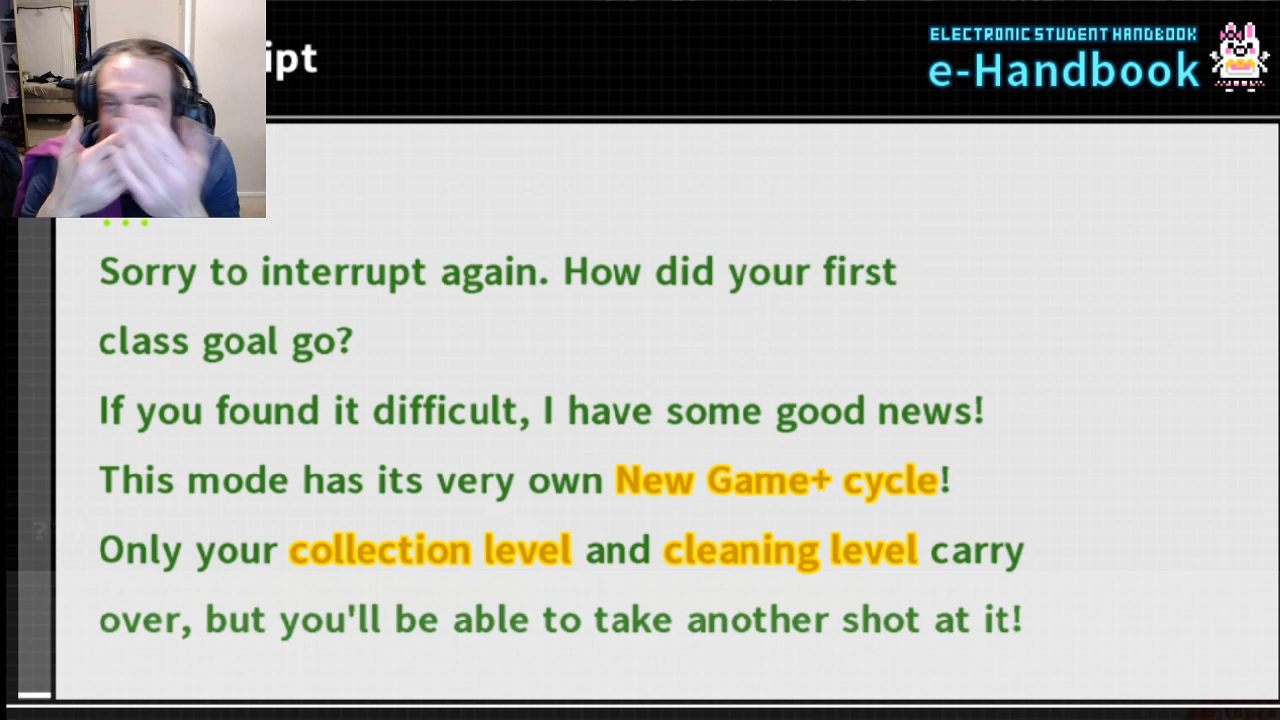 ELECTRONIC STUDENT HANDBOOK
e-Handbook
...
Sorry to interrupt again. How did your first
class goal go?
If you found it difficult, I have some good news!
This mode has its very own New Game+ cycle!
Only your collection level and cleaning level carry
over, but you'll be able to take another shot at it!